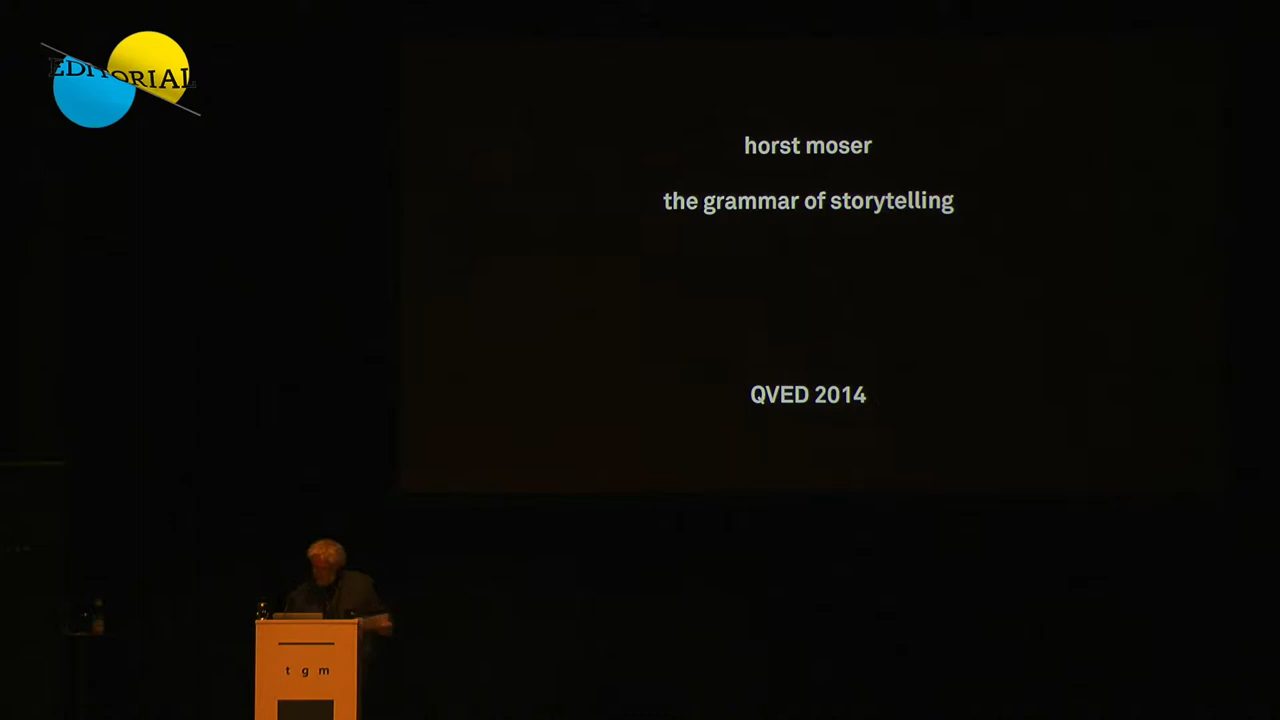 EDITORIAL
horst moser
the grammar of storytelling
QVED 2014
t g m